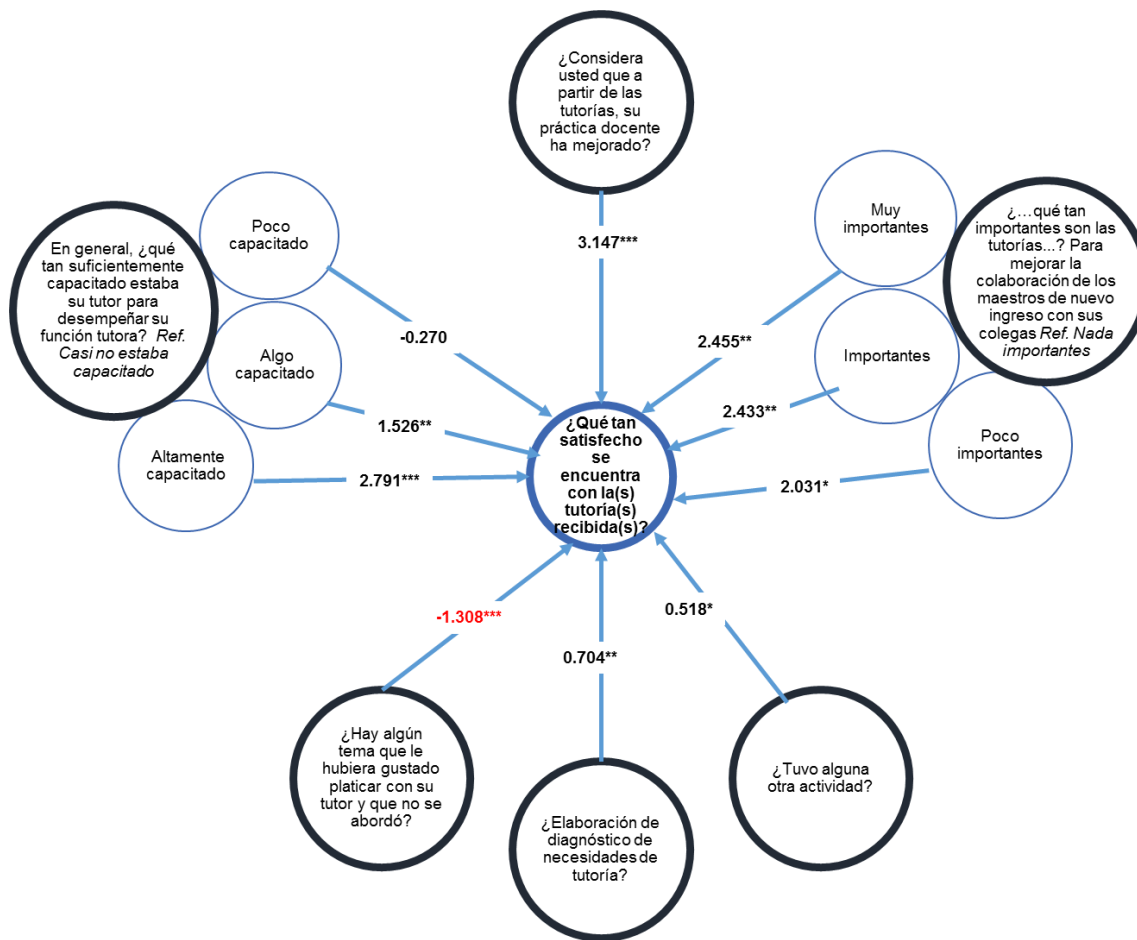 ¿Considera
usted que a
partir de las
tutorías, su
práctica docente
ha mejorado?
3.147***
En general, ¿qué
tan suficientemente
capacitado estaba
su tutor para
desempeñar su
función tutora? Ref.
Casi no estaba
capacitado
Poco
capacitado
-0.270
Algo
capacitado
1.526**
Altamente
capacitado
2.791***
Muy
importantes
2.455**
¿…qué tan
importantes son las
tutorías...? Para
mejorar la
colaboración de los
maestros de nuevo
ingreso con sus
colegas Ref. Nada
importantes
Importantes
2.433**
Poco
importantes
2.031*
¿Qué tan
satisfecho
se
encuentra
con la(s)
tutoría(s)
recibida(s)?
-1.308***
0.704**
0.518*
¿Hay algún
tema que le
hubiera gustado
platicar con su
tutor y que no se
abordó?
¿Elaboración de
diagnóstico de
necesidades de
tutoría?
¿Tuvo alguna
otra actividad?